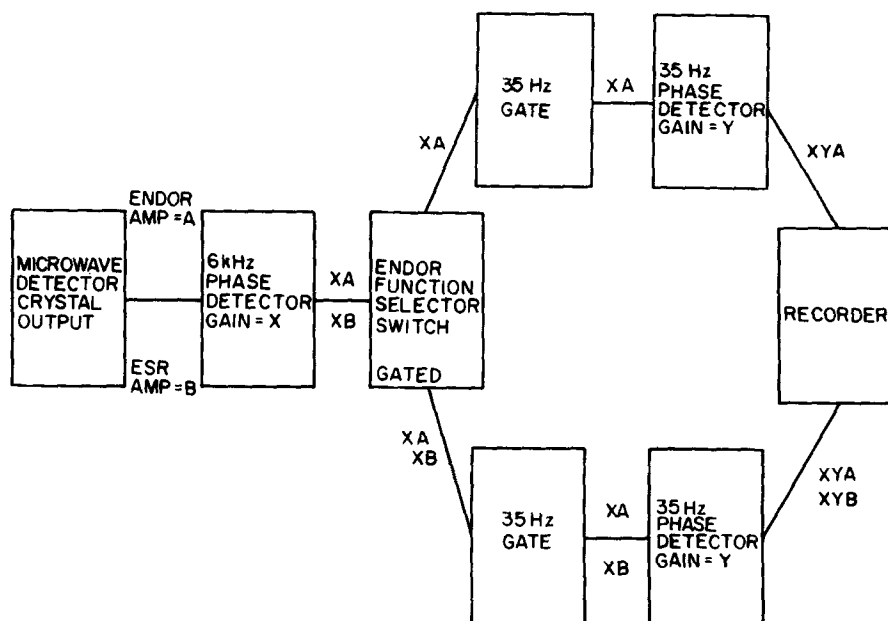 MICROWAVE
DETECTOR
CRYSTAL
OUTPUT
ENDOR
AMP = A
ESR
AMP = B
6kHz
PHASE
DETECTOR
GAIN = X
XA
XB
ENDOR
FUNCTION
SELECTOR
SWITCH
GATED
XA
35 Hz
GATE
XA
35 Hz
PHASE
DETECTOR
GAIN = Y
XYA
XA
XB
35 Hz
GATE
XA
XB
35 Hz
PHASE
DETECTOR
GAIN = Y
XYA
XYB
RECORDER